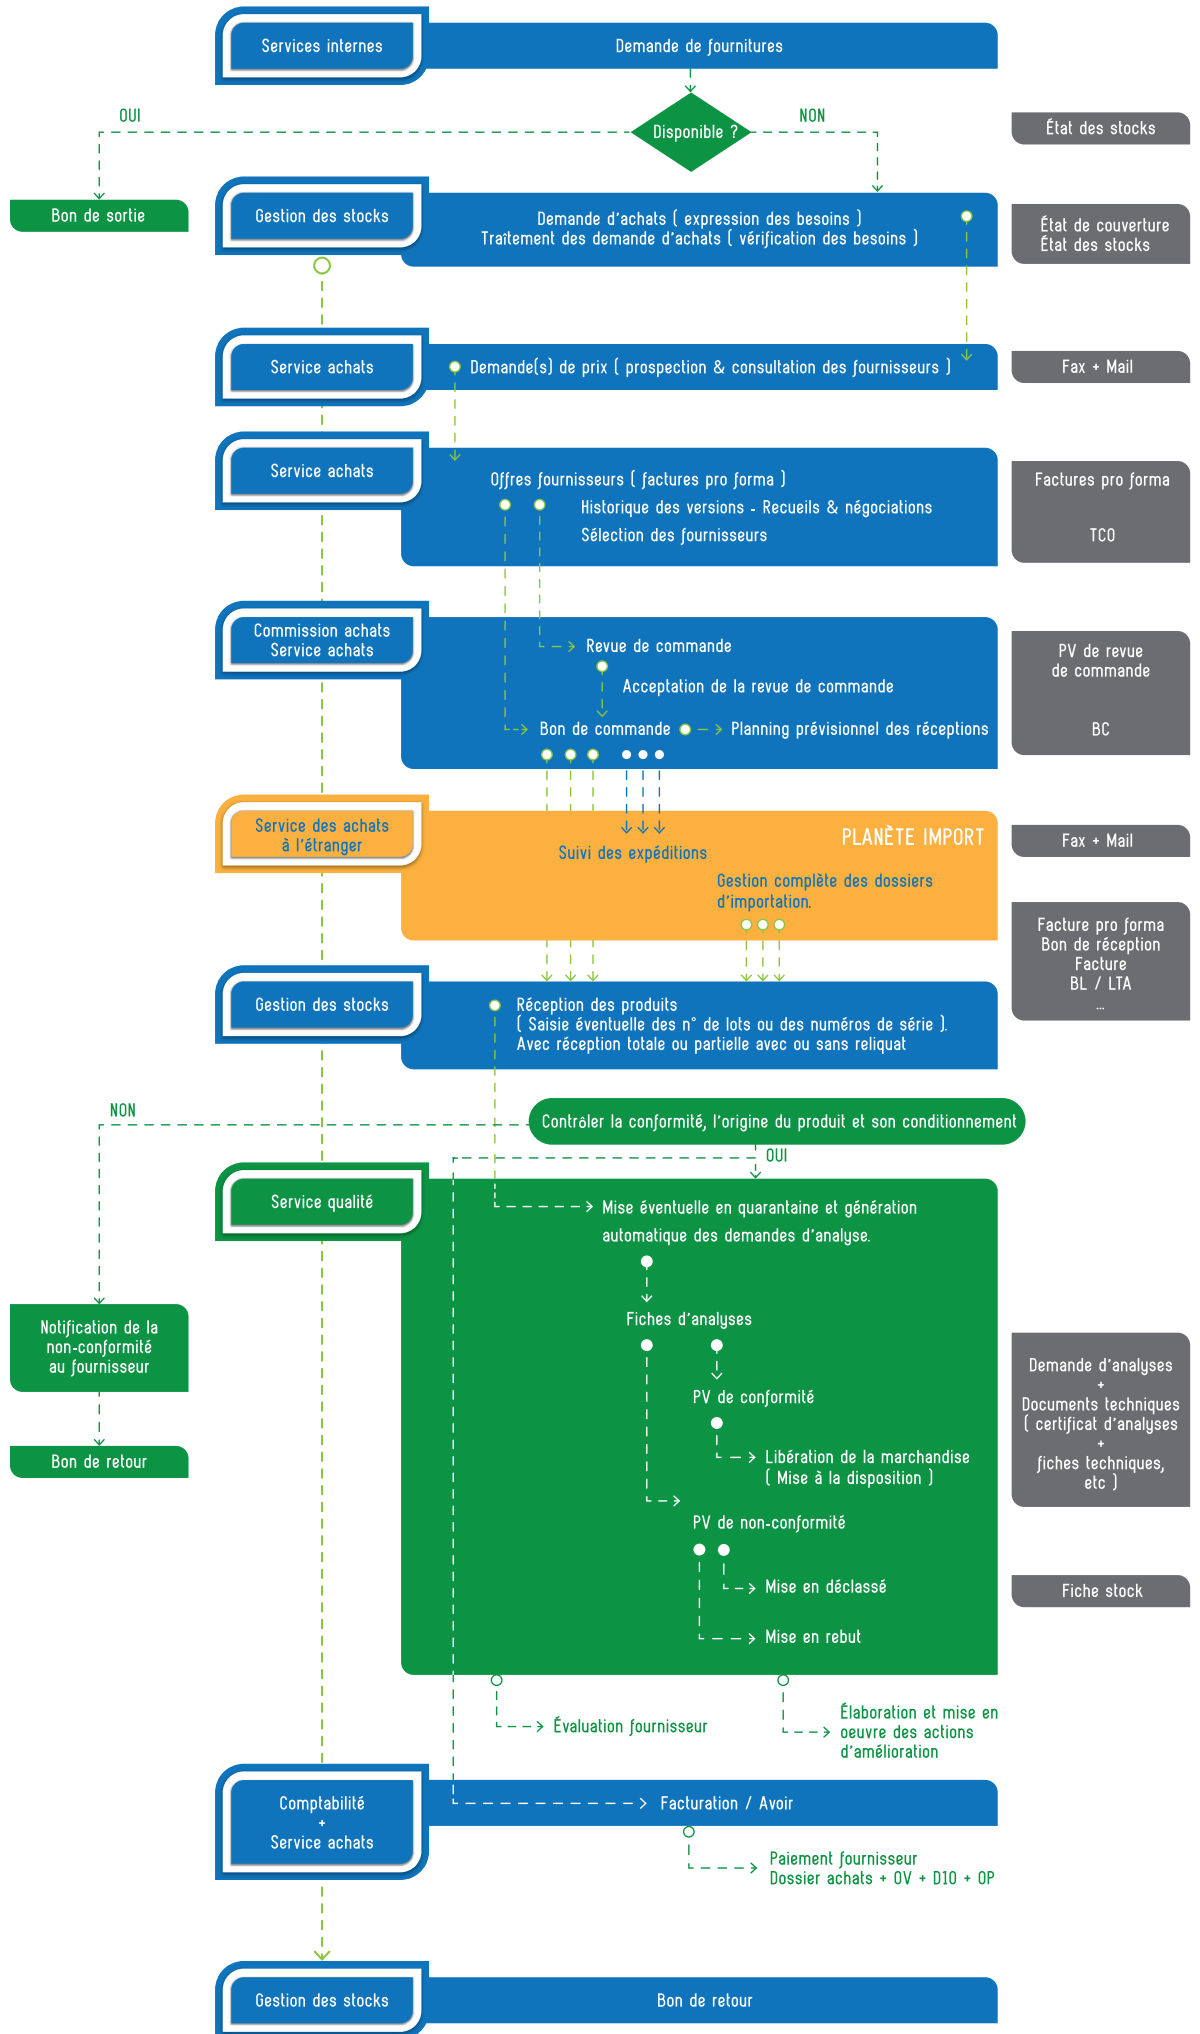 Services internes
Demande de fournitures
OUI
Disponible ?
NON
État des stocks
Bon de sortie
Gestion des stocks
Demande d'achats ( expression des besoins )
Traitement des demande d'achats ( vérification des besoins )
État de couverture
État des stocks
Service achats
Demande(s) de prix ( prospection & consultation des fournisseurs )
Fax + Mail
Service achats
Offres fournisseurs ( factures pro forma )
Historique des versions - Recueils & négociations
Sélection des fournisseurs
Factures pro forma
TCO
Commission achats
Service achats
Revue de commande
Acceptation de la revue de commande
Bon de commande
Planning prévisionnel des réceptions
PV de revue
de commande
BC
Service des achats
à l'étranger
PLANÈTE IMPORT
Suivi des expéditions
Gestion complète des dossiers
d'importation.
Fax + Mail
Facture pro forma
Bon de réception
Facture
BL / LTA
...
Gestion des stocks
Réception des produits
( Saisie éventuelle des n° de lots ou des numéros de série ).
Avec réception totale ou partielle avec ou sans reliquat
NON
Contrôler la conformité, l'origine du produit et son conditionnement
OUI
Service qualité
Mise éventuelle en quarantaine et génération
automatique des demandes d'analyse.
Fiches d'analyses
PV de conformité
Libération de la marchandise
( Mise à la disposition )
PV de non-conformité
Mise en déclassé
Mise en rebut
Notification de la
non-conformité
au fournisseur
Bon de retour
Demande d'analyses
+
Documents techniques
( certificat d'analyses
+
fiches techniques,
etc )
Fiche stock
Évaluation fournisseur
Élaboration et mise en
oeuvre des actions
d'amélioration
Comptabilité
+
Service achats
Facturation / Avoir
Paiement fournisseur
Dossier achats + OV + D10 + OP
Gestion des stocks
Bon de retour